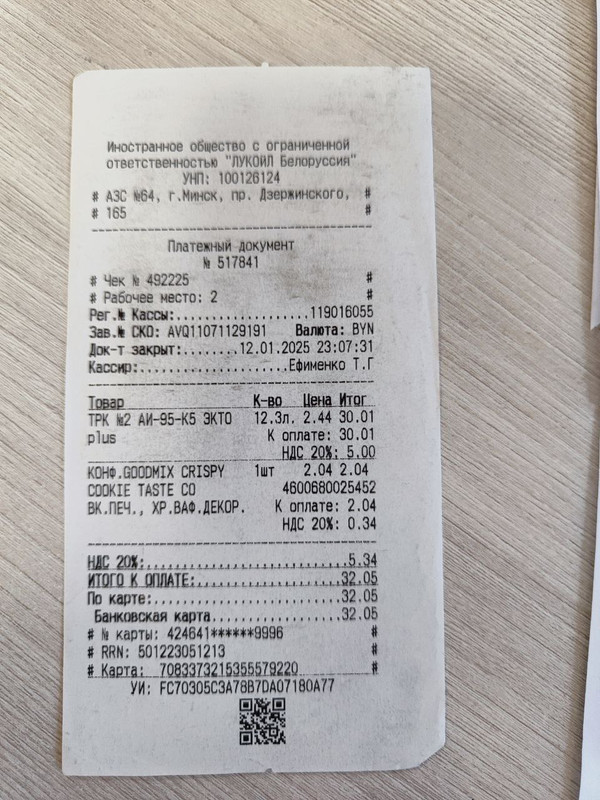 Иностранное общество с ограниченной
ответственностью "ЛУКОЙЛ Белоруссия"
УНП: 100126124
# АЗС №64, г.Минск, пр. Дзержинского, #
# 165 #
Платежный документ
№ 517841
# Чек № 492225 #
# Рабочее место: 2 #
Рег.№ Кассы:...................119016055
Зав.№ СКО: AVQ11071129191 Валюта: BYN
Док-т закрыт:........12.01.2025 23:07:31
Кассир:.....................Ефименко Т.Г
Товар К-во Цена Итог
ТРК №2 АИ-95-К5 ЭКТО 12.3л. 2.44 30.01
plus К оплате: 30.01
НДС 20%: 5.00
КОНФ.GOODMIX CRISPY 1шт 2.04 2.04
COOKIE TASTE CO 4600680025452
ВК.ПЕЧ., ХР.ВАФ.ДЕКОР. К оплате: 2.04
НДС 20%: 0.34
НДС 20%:............................5.34
ИТОГО К ОПЛАТЕ:....................32.05
По карте:..........................32.05
Банковская карта...................32.05
# № карты: 424641******9996 #
# RRN: 501223051213 #
# Карта: 7083373215355579220 #
УИ: FC70305C3A78B7DA07180A77